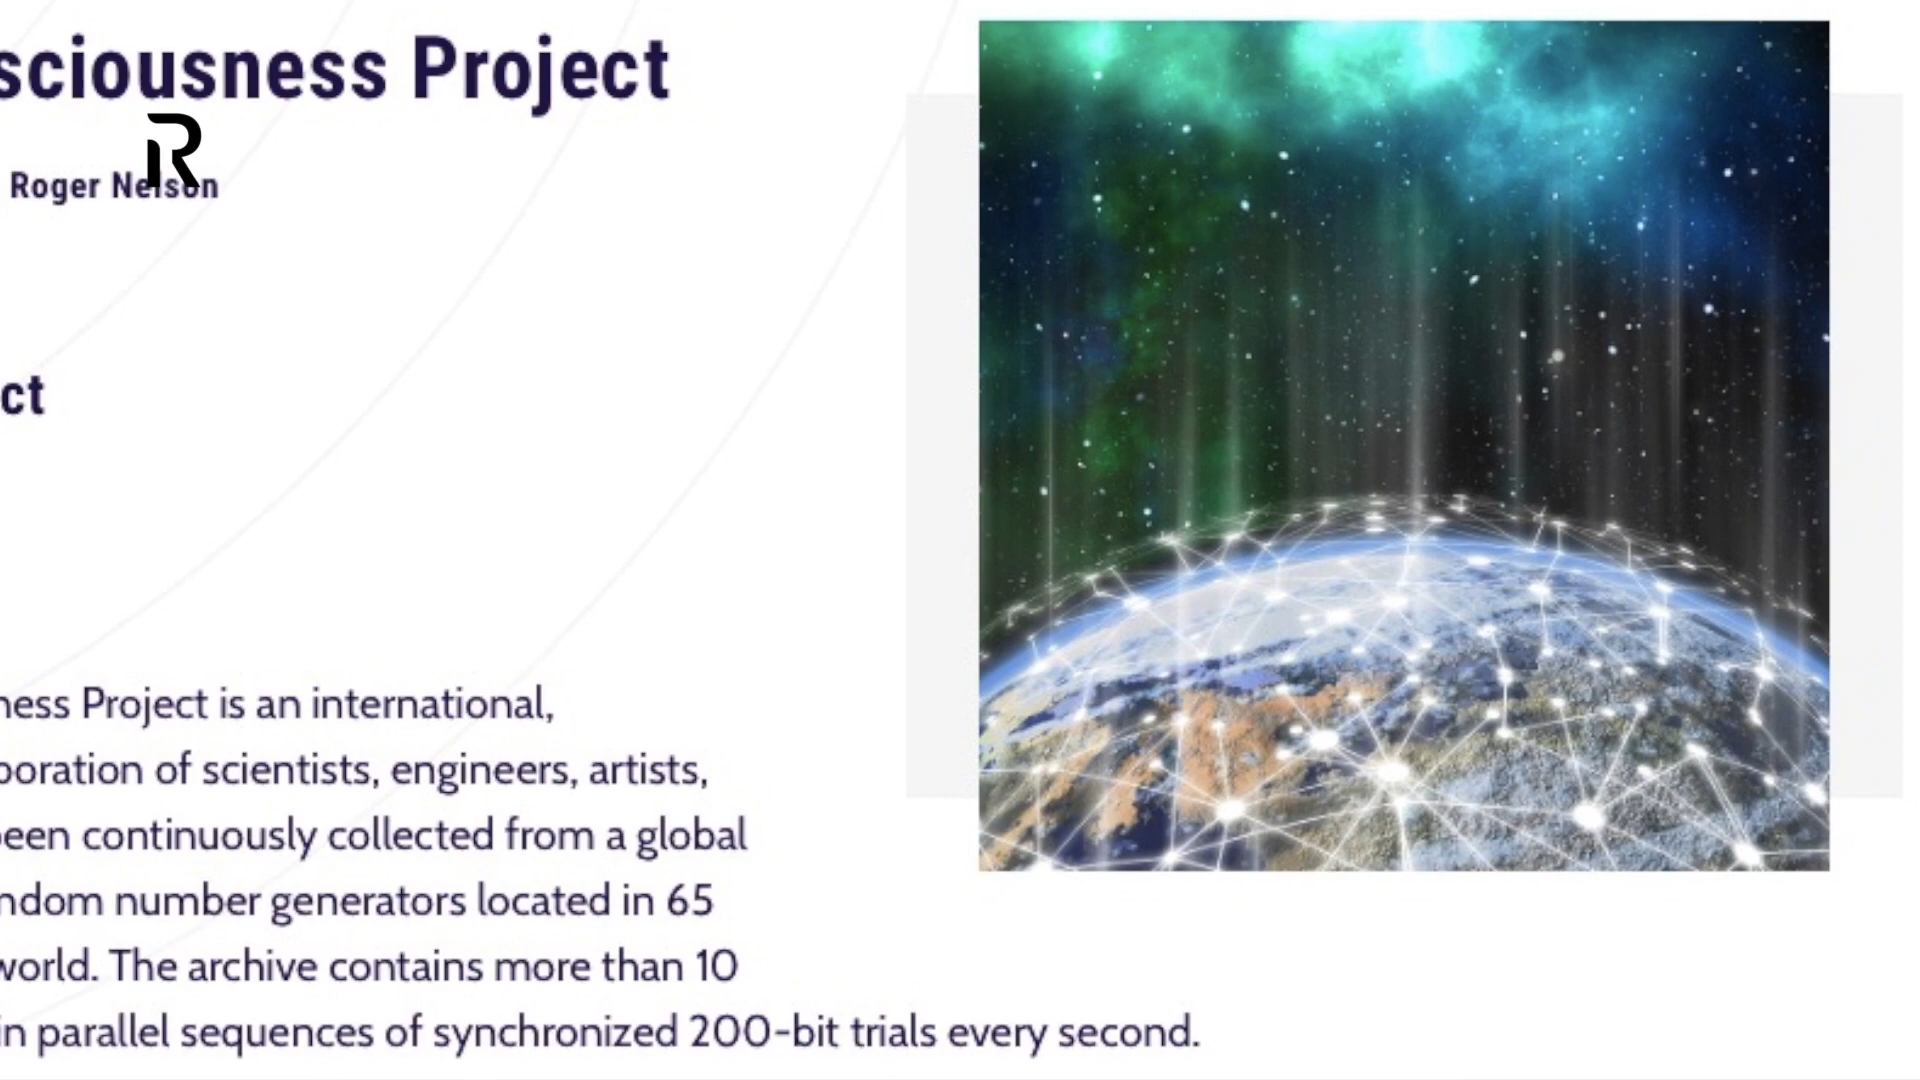 sciousness Project
R
Roger Nelson
ct
ness Project is an international,
boration of scientists, engineers, artists,
been continuously collected from a global
ndom number generators located in 65
world. The archive contains more than 10
in parallel sequences of synchronized 200-bit trials every second.